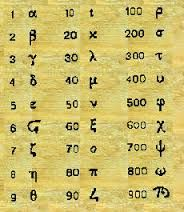 1 α 10 ι 100 ρ
2 β 20 κ 200 σ
3 γ 30 λ 300 τ
4 δ 40 μ 400 υ
5 ε 50 ν 500 φ
6 ϛ 60 ξ 600 χ
7 ζ 70 ο 700 ψ
8 η 80 π 800 ω
9 θ 90 ϟ 900 ϡ